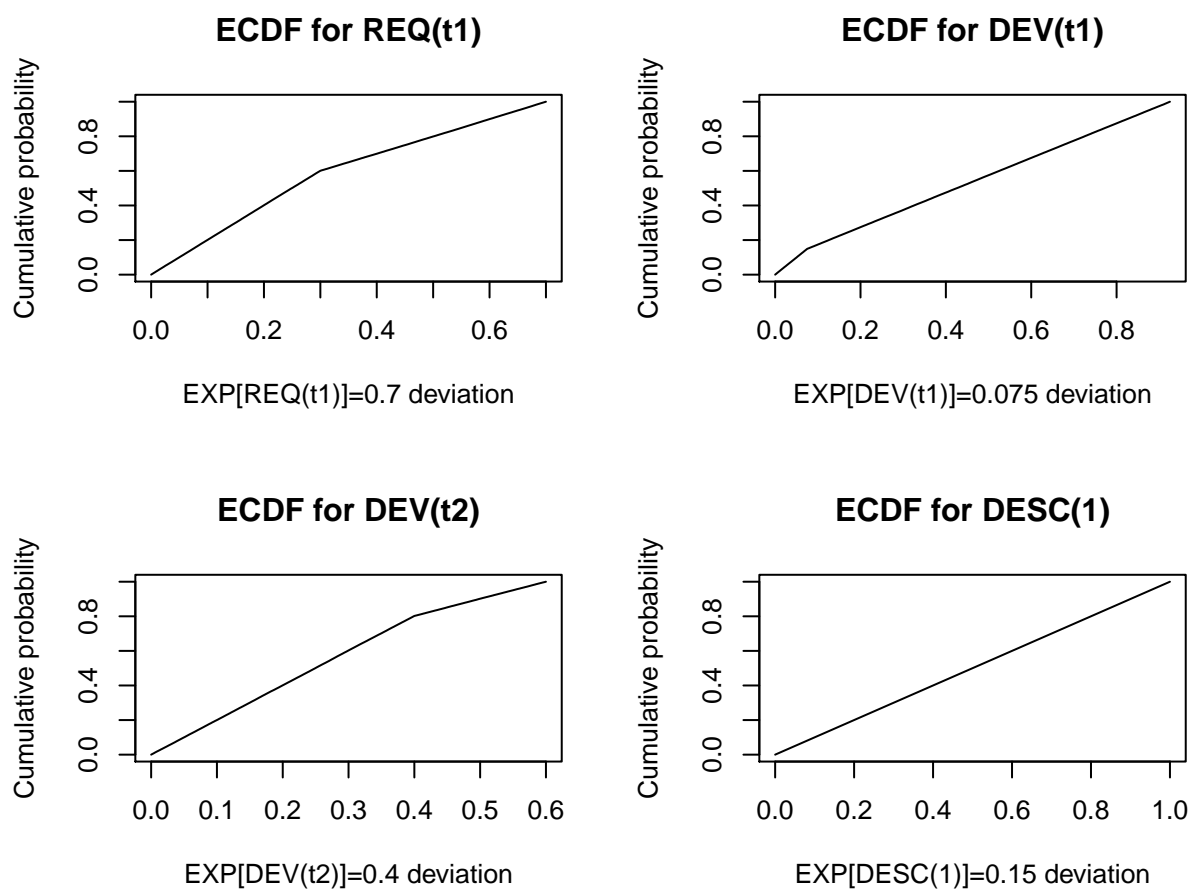 ECDF for REQ(t1)
Cumulative probability
0.0 0.4 0.8
0.0 0.2 0.4 0.6
EXP[REQ(t1)]=0.7 deviation
ECDF for DEV(t1)
Cumulative probability
0.0 0.4 0.8
0.0 0.2 0.4 0.6 0.8
EXP[DEV(t1)]=0.075 deviation
ECDF for DEV(t2)
Cumulative probability
0.0 0.4 0.8
0.0 0.1 0.2 0.3 0.4 0.5 0.6
EXP[DEV(t2)]=0.4 deviation
ECDF for DESC(1)
Cumulative probability
0.0 0.4 0.8
0.0 0.2 0.4 0.6 0.8 1.0
EXP[DESC(1)]=0.15 deviation